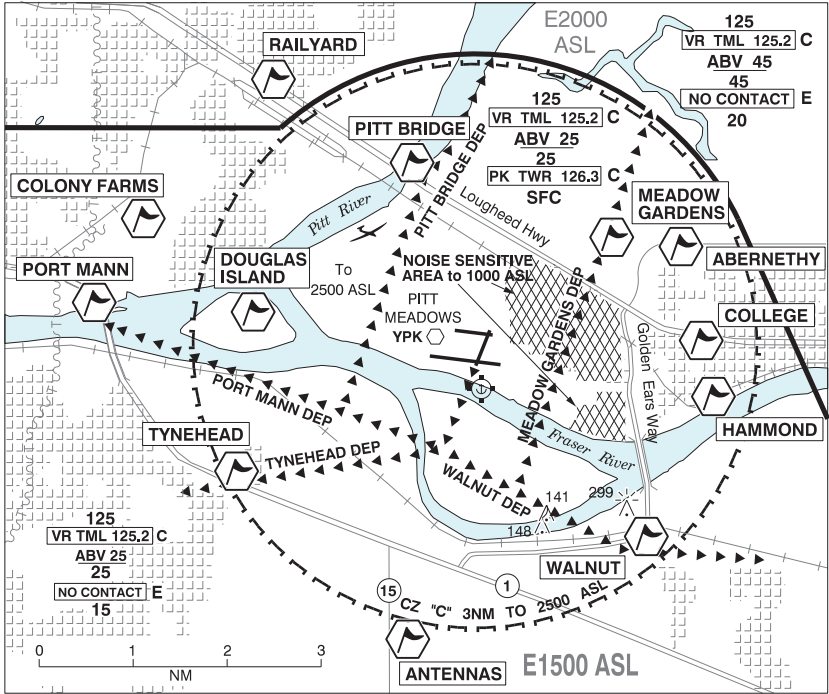 E2000
ASL
125
VR TML 125.2 C
ABV 45
45
NO CONTACT E
20
RAILYARD
125
VR TML 125.2 C
ABV 25
25
PK TWR 126.3 C
SFC
PITT BRIDGE
PITT BRIDGE DEP
COLONY FARMS
Pitt River
Lougheed Hwy
MEADOW
GARDENS
ABERNETHY
PORT MANN
DOUGLAS
ISLAND
To
2500 ASL
NOISE SENSITIVE
AREA to 1000 ASL
PITT
MEADOWS
YPK
MEADOW GARDENS DEP
COLLEGE
Golden Ears Way
PORT MANN DEP
HAMMOND
TYNEHEAD
TYNEHEAD DEP
Fraser River
WALNUT DEP
141
299
148
125
VR TML 125.2 C
ABV 25
25
NO CONTACT E
15
WALNUT
15
1
CZ "C" 3NM TO 2500 ASL
0 1 2 3
NM
ANTENNAS
E1500 ASL